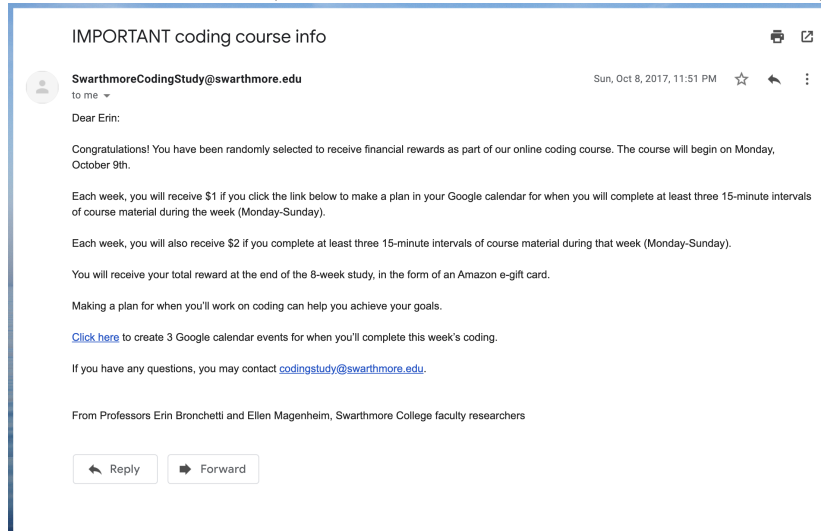 IMPORTANT coding course info
SwarthmoreCodingStudy@swarthmore.edu
Sun, Oct 8, 2017, 11:51 PM
to me
Dear Erin:
Congratulations! You have been randomly selected to receive financial rewards as part of our online coding course. The course will begin on Monday,
October 9th.
Each week, you will receive $1 if you click the link below to make a plan in your Google calendar for when you will complete at least three 15-minute intervals
of course material during the week (Monday-Sunday).
Each week, you will also receive $2 if you complete at least three 15-minute intervals of course material during that week (Monday-Sunday).
You will receive your total reward at the end of the 8-week study, in the form of an Amazon e-gift card.
Making a plan for when you'll work on coding can help you achieve your goals.
Click here to create 3 Google calendar events for when you'll complete this week's coding.
If you have any questions, you may contact codingstudy@swarthmore.edu.
From Professors Erin Bronchetti and Ellen Magenheim, Swarthmore College faculty researchers
Reply
Forward